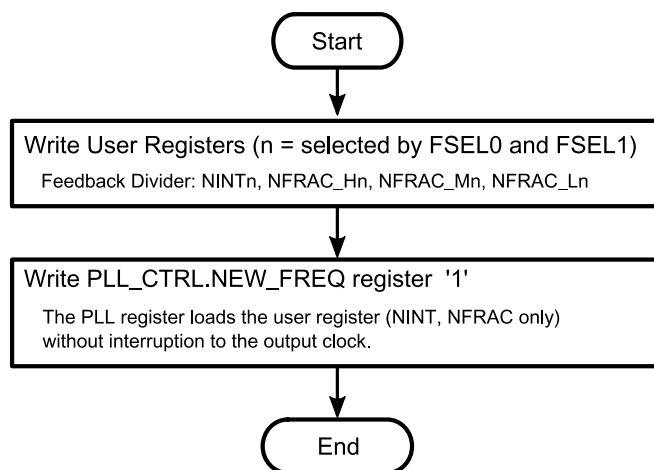 Start
Write User Registers (n = selected by FSEL0 and FSEL1)
Feedback Divider: NINTn, NFRAC_Hn, NFRAC_Mn, NFRAC_Ln
Write PLL_CTRL.NEW_FREQ register '1'
The PLL register loads the user register (NINT, NFRAC only)
without interruption to the output clock.
End